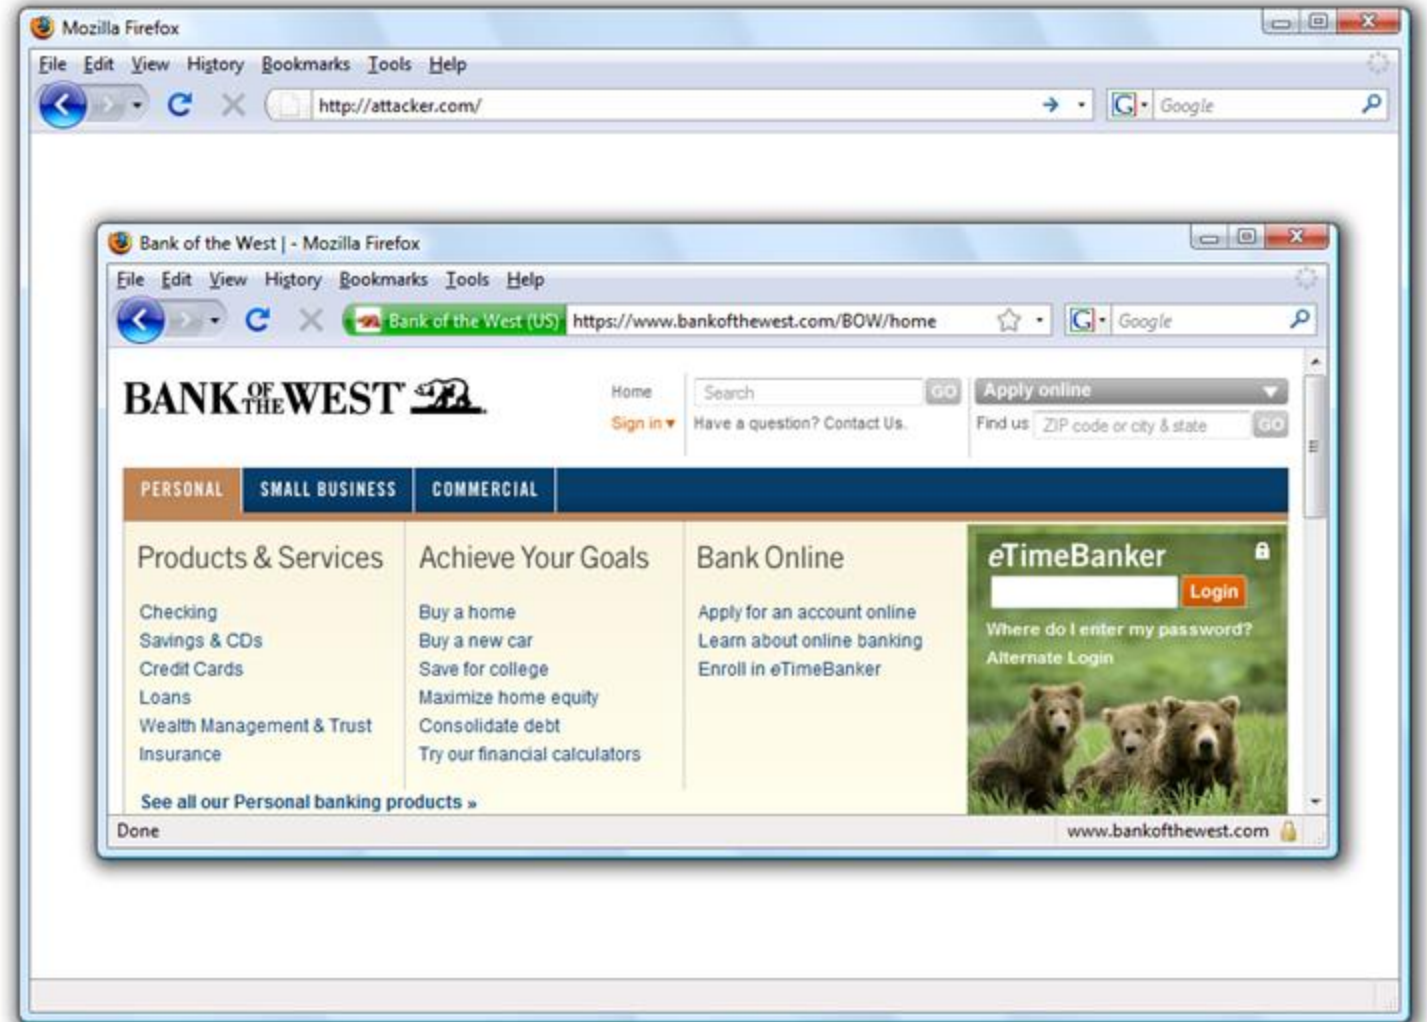 Mozilla Firefox
File Edit View History Bookmarks Tools Help
http://attacker.com/
G Google
Bank of the West | - Mozilla Firefox
File Edit View History Bookmarks Tools Help
Bank of the West (US) https://www.bankofthewest.com/BOW/home
G Google
BANK OF THE WEST
Home
Search GO
Apply online
Sign in
Have a question? Contact Us.
Find us ZIP code or city & state GO
PERSONAL SMALL BUSINESS COMMERCIAL
Products & Services
Checking
Savings & CDs
Credit Cards
Loans
Wealth Management & Trust
Insurance
See all our Personal banking products »
Achieve Your Goals
Buy a home
Buy a new car
Save for college
Maximize home equity
Consolidate debt
Try our financial calculators
Bank Online
Apply for an account online
Learn about online banking
Enroll in eTimeBanker
eTimeBanker
Login
Where do I enter my password?
Alternate Login
Done
www.bankofthewest.com